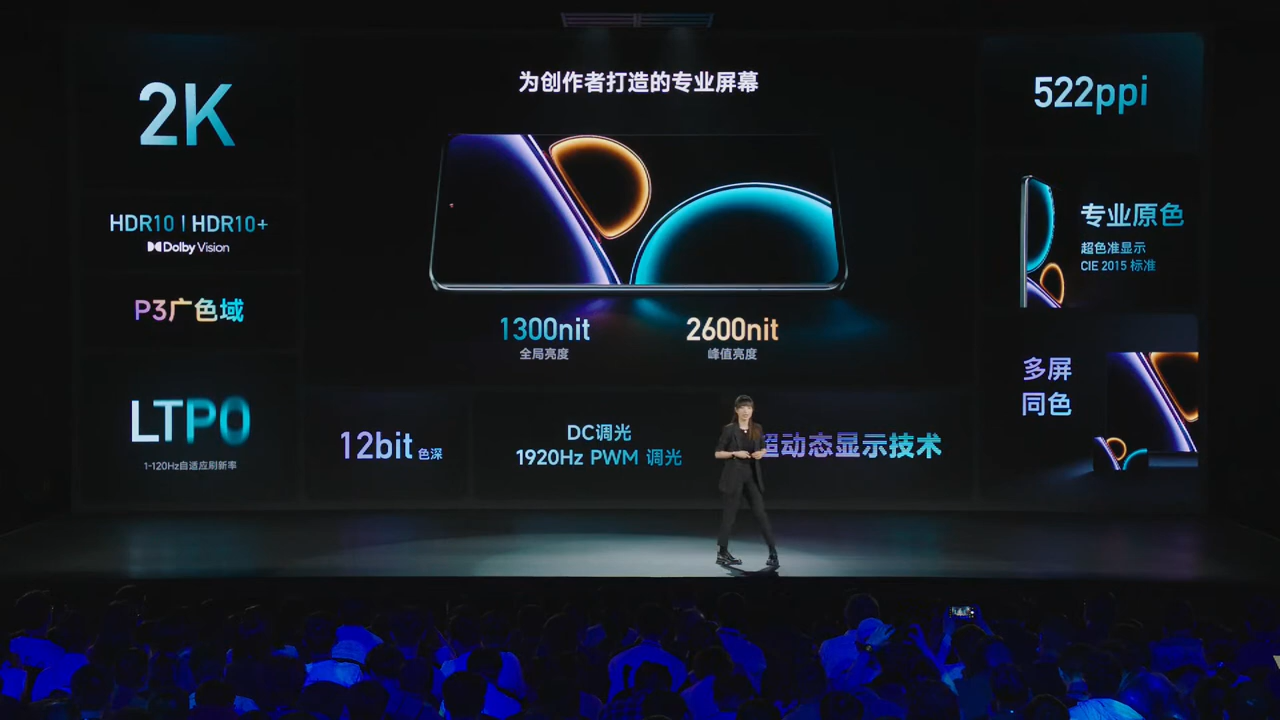 为创作者打造的专业屏幕
2K
HDR10 | HDR10+
Dolby Vision
P3广色域
LTPO
1-120Hz自适应刷新率
1300nit
全局亮度
2600nit
峰值亮度
12bit 色深
DC调光
1920Hz PWM 调光
超动态显示技术
522ppi
专业原色
超色准显示
CIE 2015 标准
多屏
同色